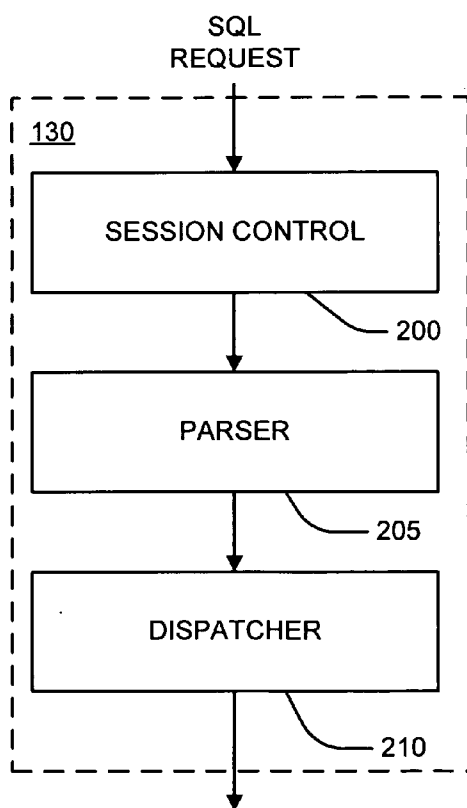 SQL
REQUEST
130
SESSION CONTROL
200
PARSER
205
DISPATCHER
210